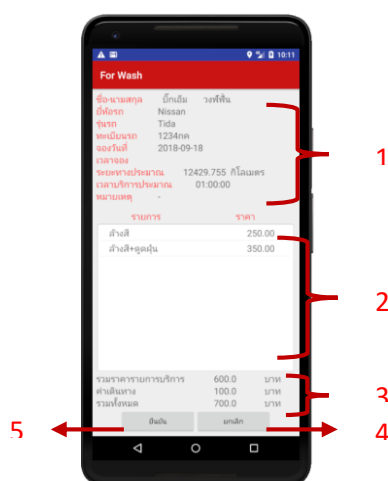 10:11
For Wash
ชื่อ-นามสกุล บิ๊กเอ็ม วงพ์พื้น
ยี่ห้อรถ Nissan
รุ่นรถ Tida
ทะเบียนรถ 1234กค
จองวันที่ 2018-09-18
เวลาจอง
ระยะทางประมาณ 12429.755 กิโลเมตร
เวลาบริการประมาณ 01:00:00
หมายเหตุ -
1
รายการ ราคา
ล้างสี 250.00
ล้างสี+ดูดฝุ่น 350.00
2
รวมราคารายการบริการ 600.0 บาท
ค่าเดินทาง 100.0 บาท
รวมทั้งหมด 700.0 บาท
3
5 ยืนยัน ยกเลิก 4